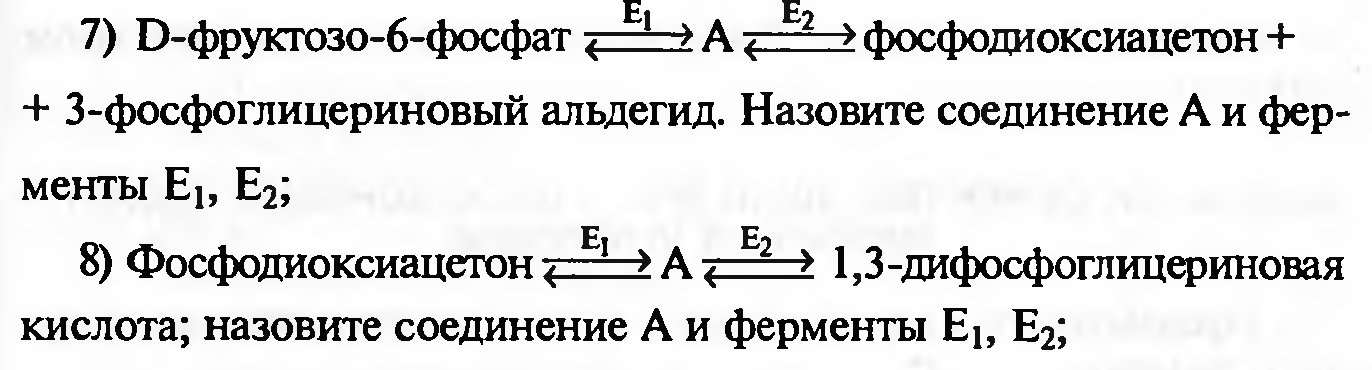 7) D-фруктозо-6-фосфат ⇄ E₁ A ⇄ E₂ фосфодиоксиацетон +
+ 3-фосфоглицериновый альдегид. Назовите соединение А и фер-
менты E₁, E₂;
8) Фосфодиоксиацетон ⇄ E₁ A ⇄ E₂ 1,3-дифосфоглицериновая
кислота; назовите соединение А и ферменты E₁, E₂;